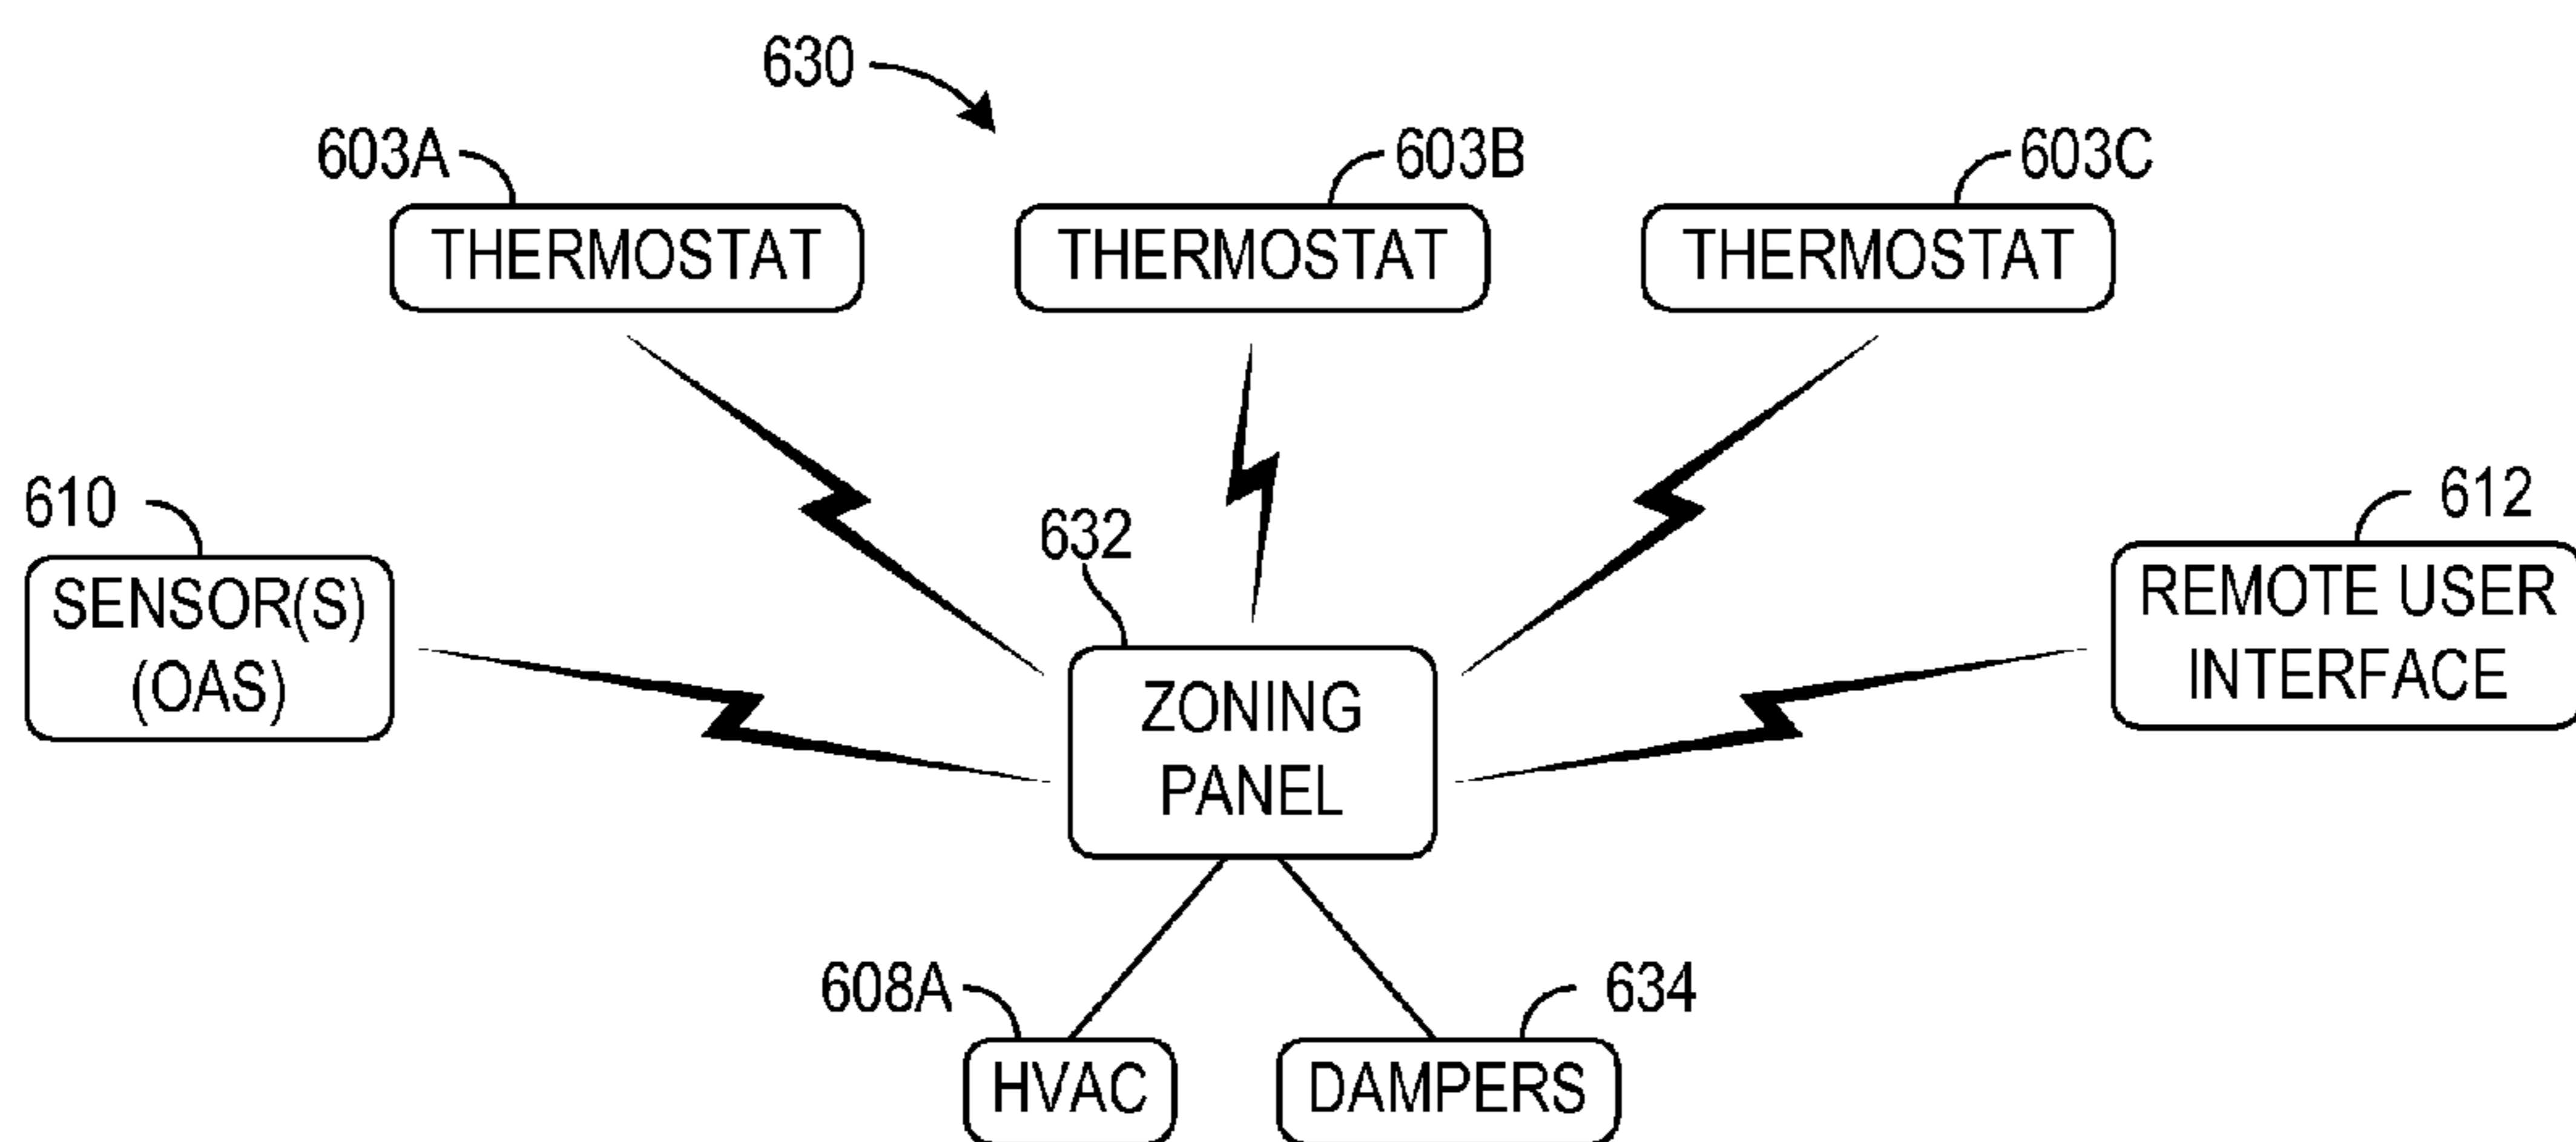 630
603A
603B
603C
THERMOSTAT
THERMOSTAT
THERMOSTAT
610
632
612
SENSOR(S)
(OAS)
ZONING
PANEL
REMOTE USER
INTERFACE
608A
634
HVAC
DAMPERS